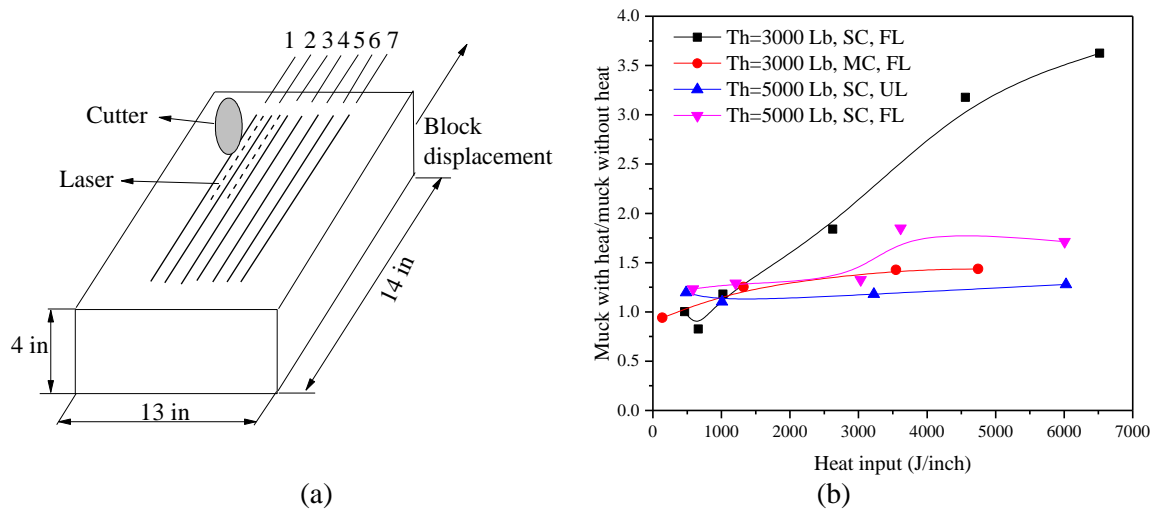 1 2 3 4 5 6 7
Cutter
Laser
Block
displacement
14 in
4 in
13 in
(a)
Th=3000 Lb, SC, FL
Th=3000 Lb, MC, FL
Th=5000 Lb, SC, UL
Th=5000 Lb, SC, FL
Muck with heat/muck without heat
4.0
3.5
3.0
2.5
2.0
1.5
1.0
0.5
0.0
0 1000 2000 3000 4000 5000 6000 7000
Heat input (J/inch)
(b)